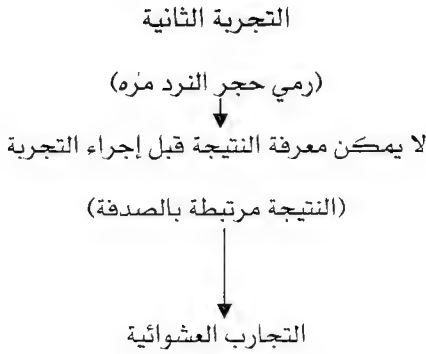 التجربة الثانية
(رمي حجر النرد مره)
لا يمكن معرفة النتيجة قبل إجراء التجربة
(النتيجة مرتبطة بالصدفة)
التجارب العشوائية